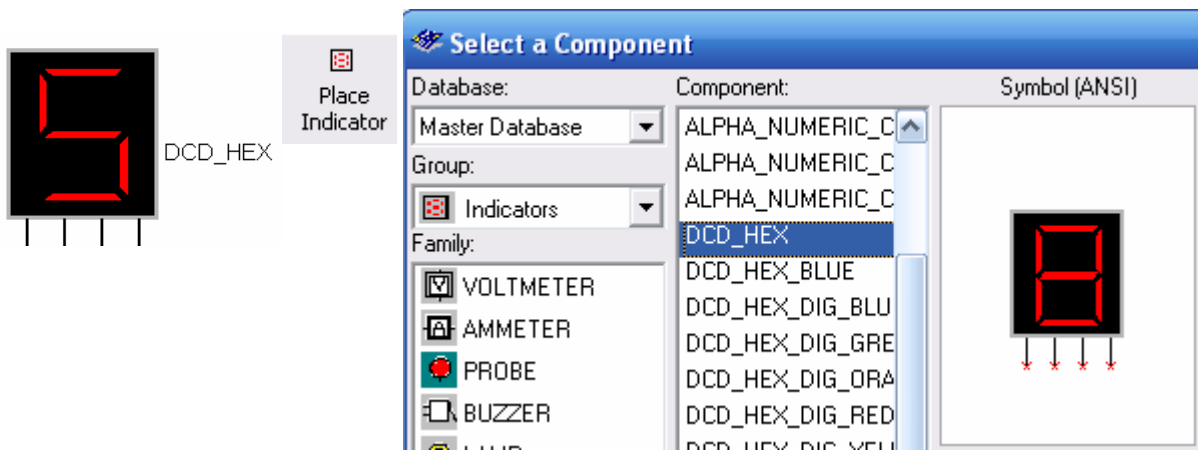 DCD_HEX
Place
Indicator
Select a Component
Database:
Master Database
Group:
Indicators
Family:
VOLTMETER
AMMETER
PROBE
BUZZER
Component:
ALPHA_NUMERIC_C
ALPHA_NUMERIC_C
ALPHA_NUMERIC_C
DCD_HEX
DCD_HEX_BLUE
DCD_HEX_DIG_BLU
DCD_HEX_DIG_GRE
DCD_HEX_DIG_ORA
DCD_HEX_DIG_RED
Symbol (ANSI)